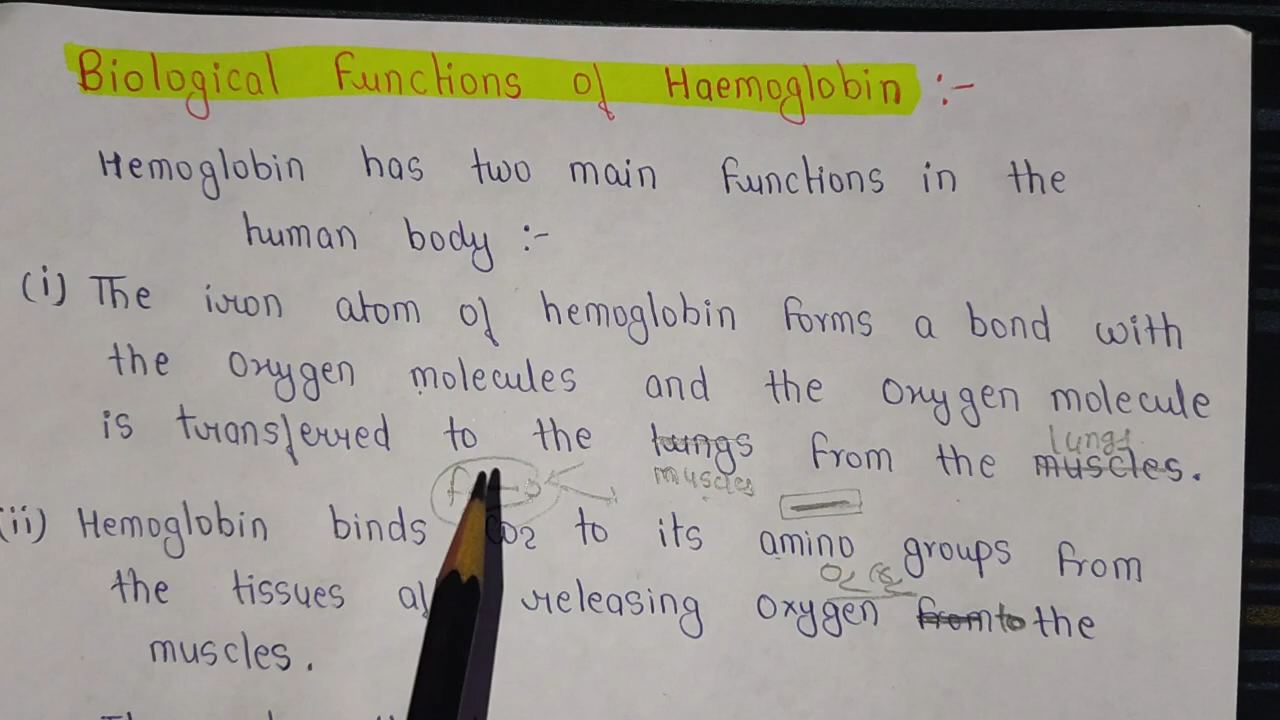 Biological Functions of Haemoglobin :-
Hemoglobin has two main functions in the
human body :-
(i) The iron atom of hemoglobin forms a bond with
the oxygen molecules and the oxygen molecule
lungs
is transferred to the lungs from the muscles.
muscles
(ii) Hemoglobin binds CO2 to its amino groups from
O2
the tissues releasing oxygen from to the
muscles.